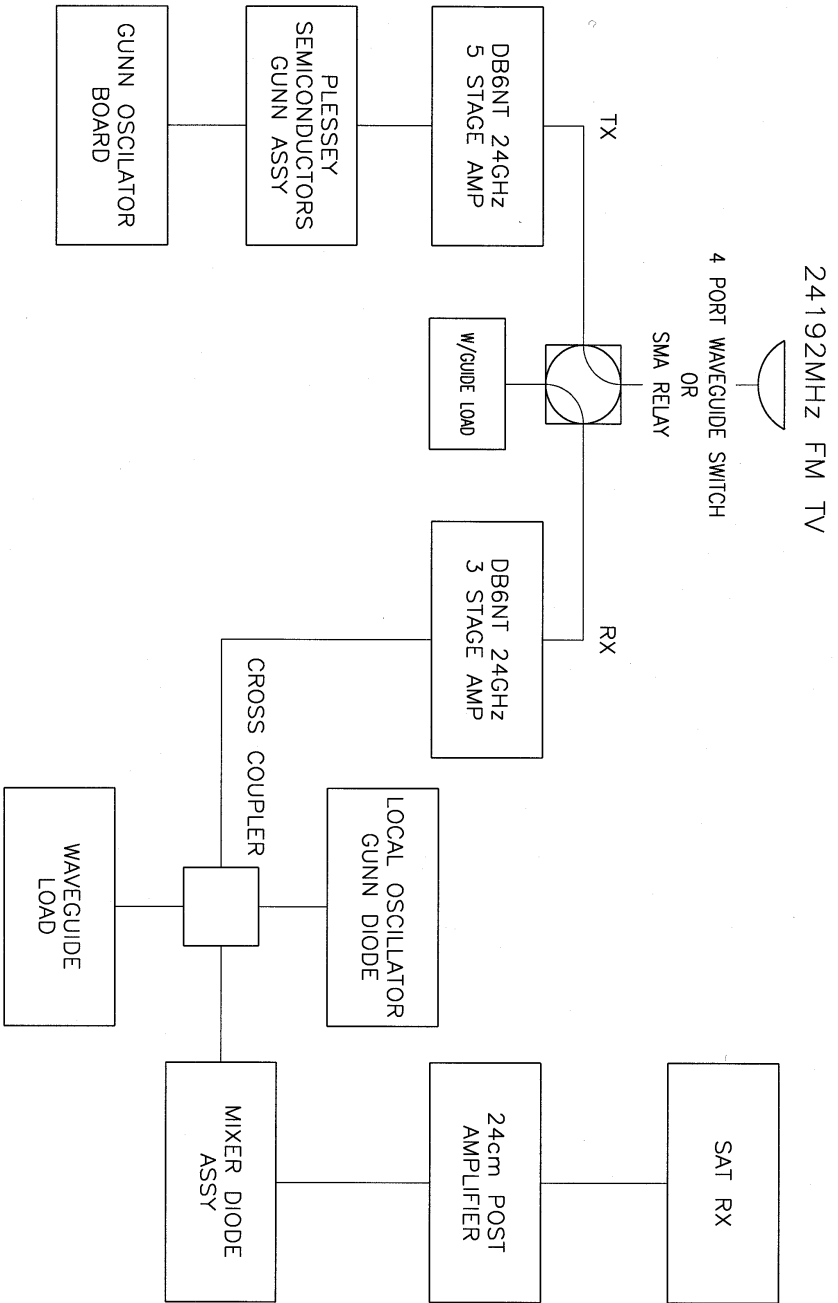 24192MHz FM TV
4 PORT WAVEGUIDE SWITCH
OR
SMA RELAY
TX
RX
DB6NT 24GHz
5 STAGE AMP
PLESSEY
SEMICONDUCTORS
GUNN ASSY
GUNN OSCILATOR
BOARD
W/GUIDE LOAD
DB6NT 24GHz
3 STAGE AMP
CROSS COUPLER
LOCAL OSCILLATOR
GUNN DIODE
WAVEGUIDE
LOAD
MIXER DIODE
ASSY
24cm POST
AMPLIFIER
SAT RX